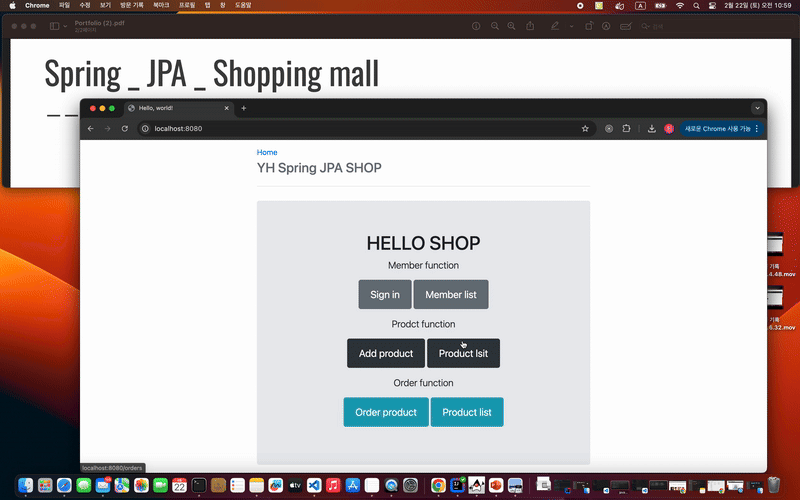 Chrome 파일 수정 보기 방문 기록 북마크 프로필 탭 창 도움말 A 2월 22일 (토) 오전 10:59
Portfolio (2).pdf
2/2페이지
검색
Spring _ JPA _ Shopping mall
Hello, world!
localhost:8080
새로운 Chrome 사용 가능
Home
YH Spring JPA SHOP
HELLO SHOP
Member function
Sign in Member list
Prodct function
Add product Product lsit
Order function
Order product Product list
localhost:8080/orders
기록
4.48.mov
기록
6.32.mov
22